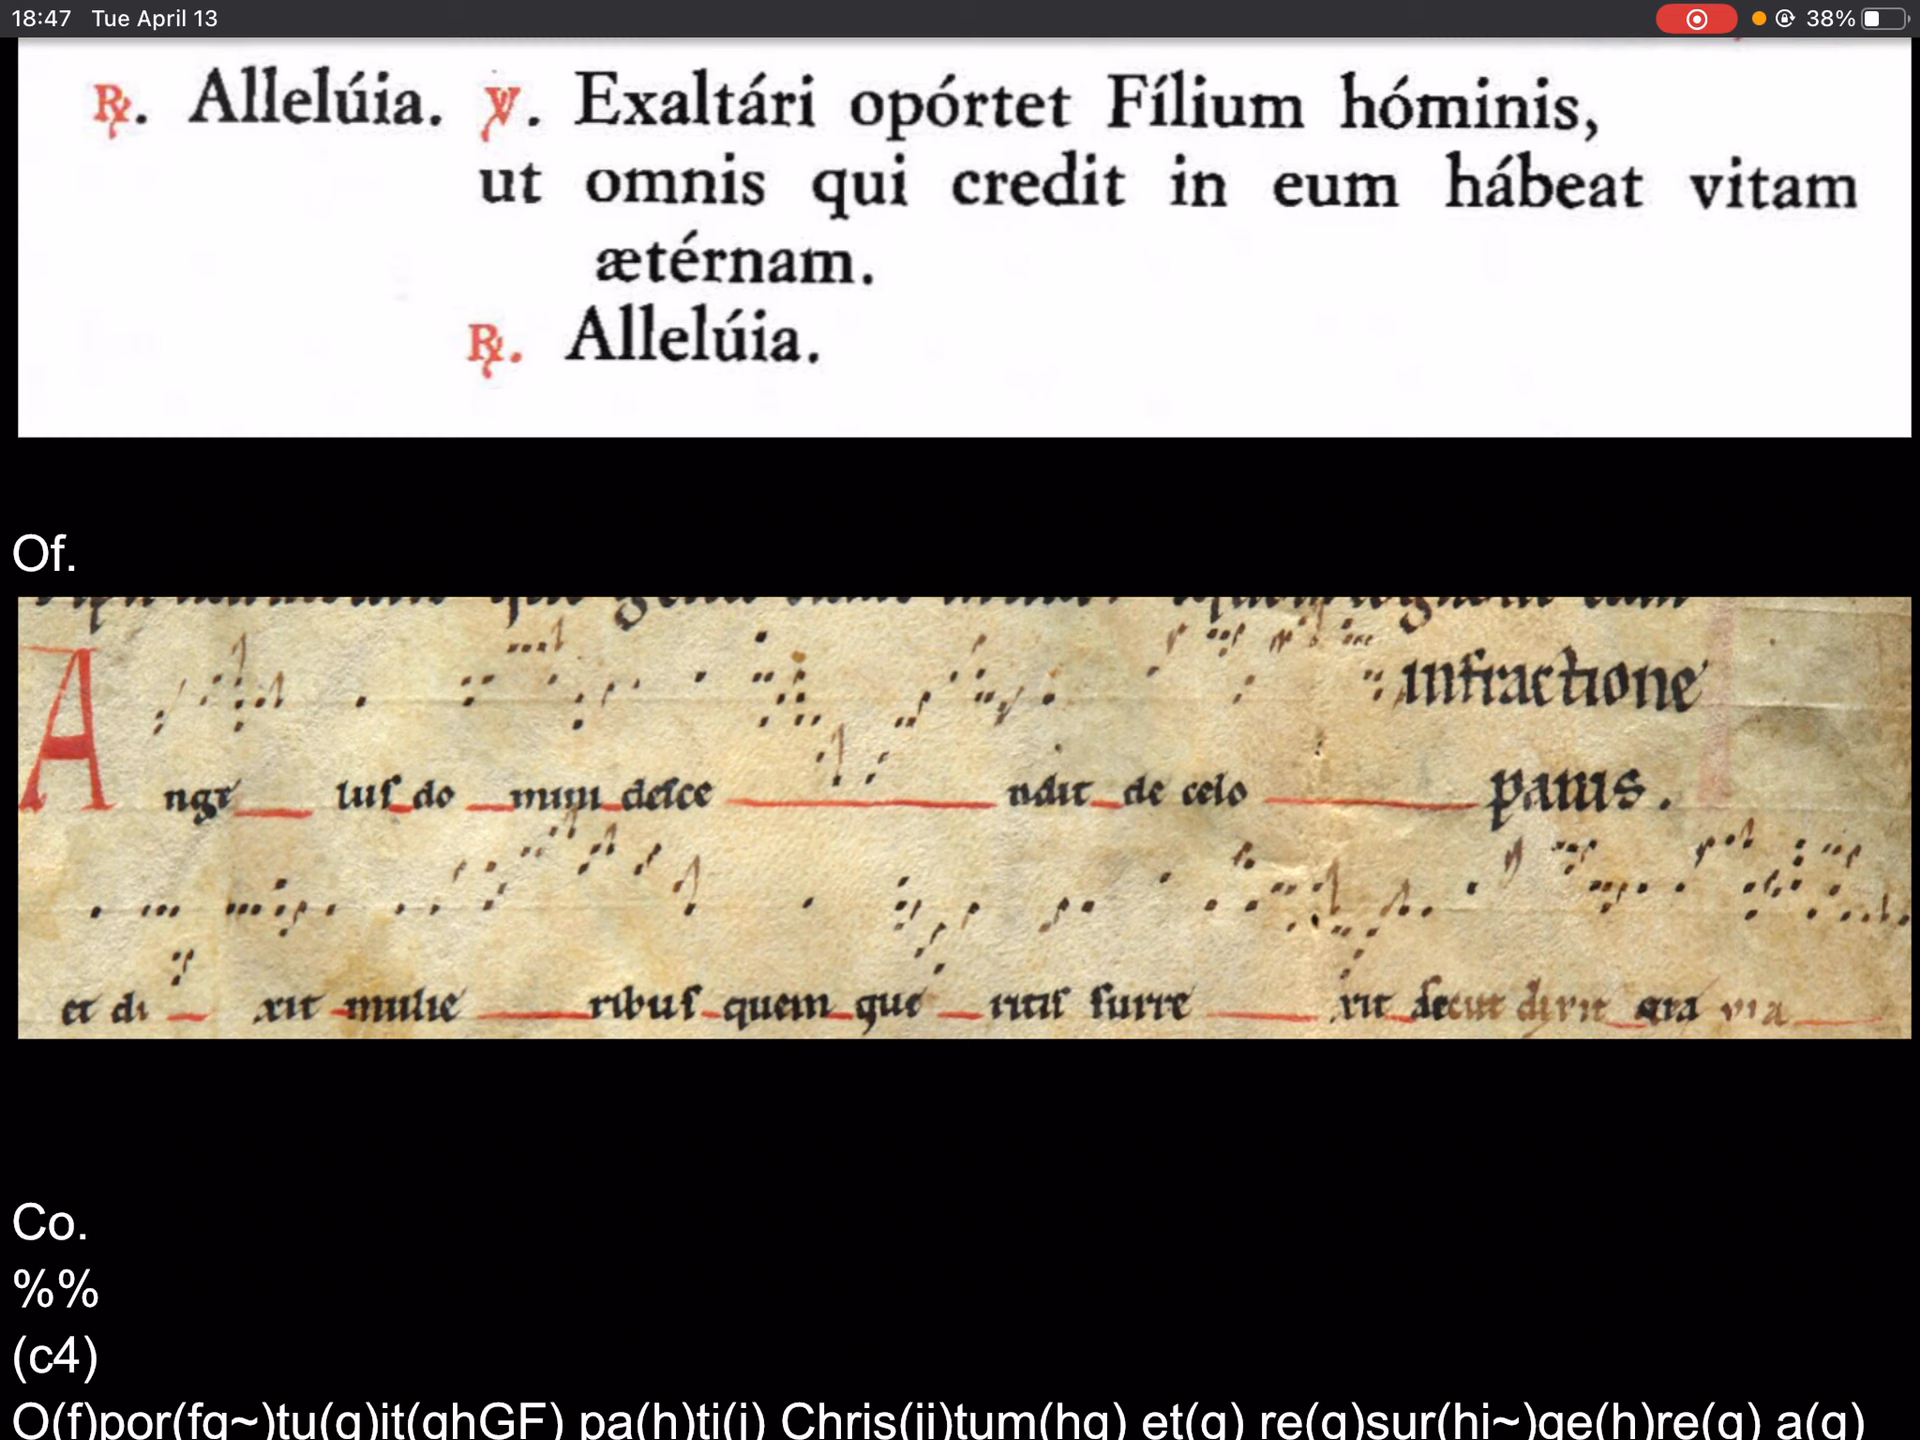 18:47 Tue April 13
38%
℟. Allelúia. ℣. Exaltári opórtet Fílium hóminis,
ut omnis qui credit in eum hábeat vitam
ætérnam.
℟. Allelúia.
Of.
infractione
A nge luſ do mini deſce ndit de celo panis.
et di xit mulie ribuſ quem que ritiſ ſurre xit ſecut dixit
Co.
%%
(c4)
O(f)por(fg~)tu(g)it(ghGF) pa(h)ti(j) Chris(ji)tum(hg) et(g) re(g)sur(hi~)ge(h)re(g) a(g)